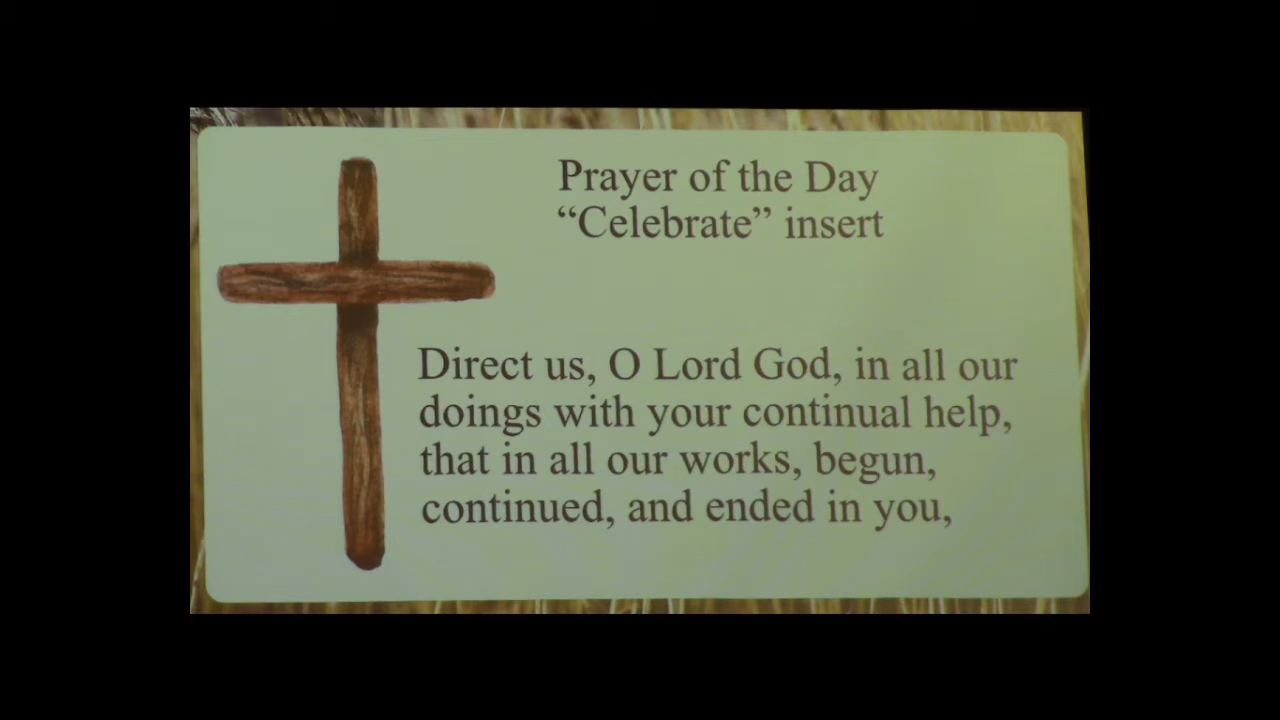 Prayer of the Day
“Celebrate” insert
Direct us, O Lord God, in all our
doings with your continual help,
that in all our works, begun,
continued, and ended in you,